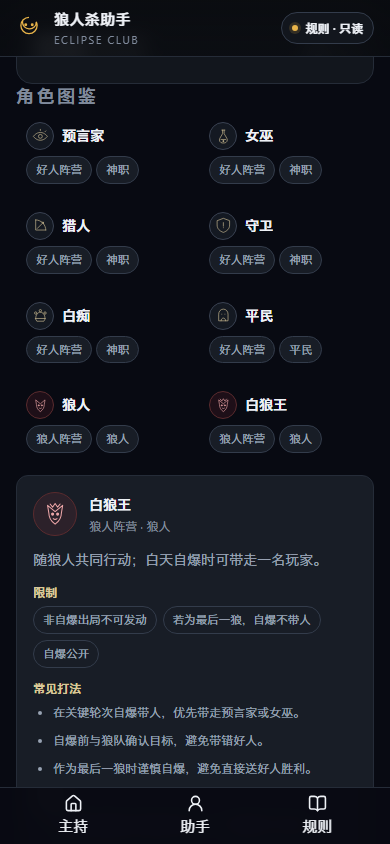 狼人杀助手
ECLIPSE CLUB
规则 · 只读
角色图鉴
预言家
好人阵营 神职
女巫
好人阵营 神职
猎人
好人阵营 神职
守卫
好人阵营 神职
白痴
好人阵营 神职
平民
好人阵营 平民
狼人
狼人阵营 狼人
白狼王
狼人阵营 狼人
白狼王
狼人阵营 · 狼人
随狼人共同行动；白天自爆时可带走一名玩家。
限制
非自爆出局不可发动 若为最后一狼，自爆不带人
自爆公开
常见打法
• 在关键轮次自爆带人，优先带走预言家或女巫。
• 自爆前与狼队确认目标，避免带错好人。
• 作为最后一狼时谨慎自爆，避免直接送好人胜利。
主持 助手 规则